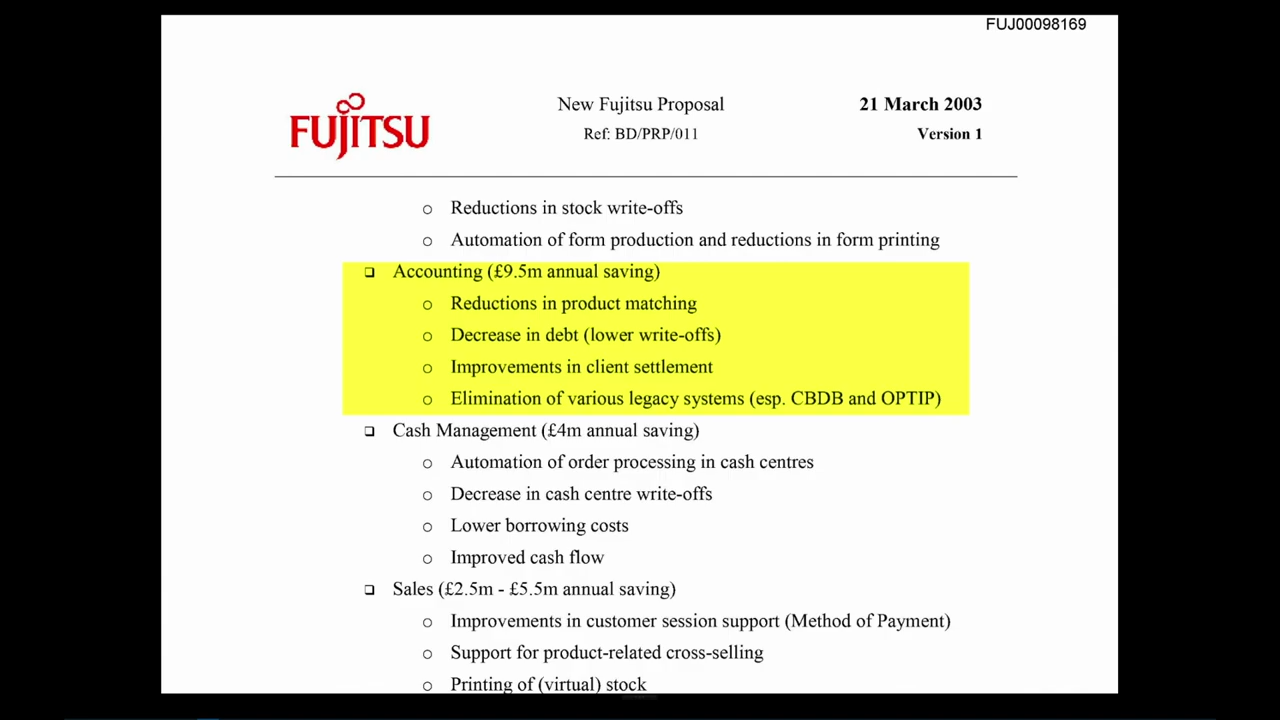 FUJ00098169
FUJITSU
New Fujitsu Proposal
Ref: BD/PRP/011
21 March 2003
Version 1
Reductions in stock write-offs
Automation of form production and reductions in form printing
Accounting (£9.5m annual saving)
Reductions in product matching
Decrease in debt (lower write-offs)
Improvements in client settlement
Elimination of various legacy systems (esp. CBDB and OPTIP)
Cash Management (£4m annual saving)
Automation of order processing in cash centres
Decrease in cash centre write-offs
Lower borrowing costs
Improved cash flow
Sales (£2.5m - £5.5m annual saving)
Improvements in customer session support (Method of Payment)
Support for product-related cross-selling
Printing of (virtual) stock